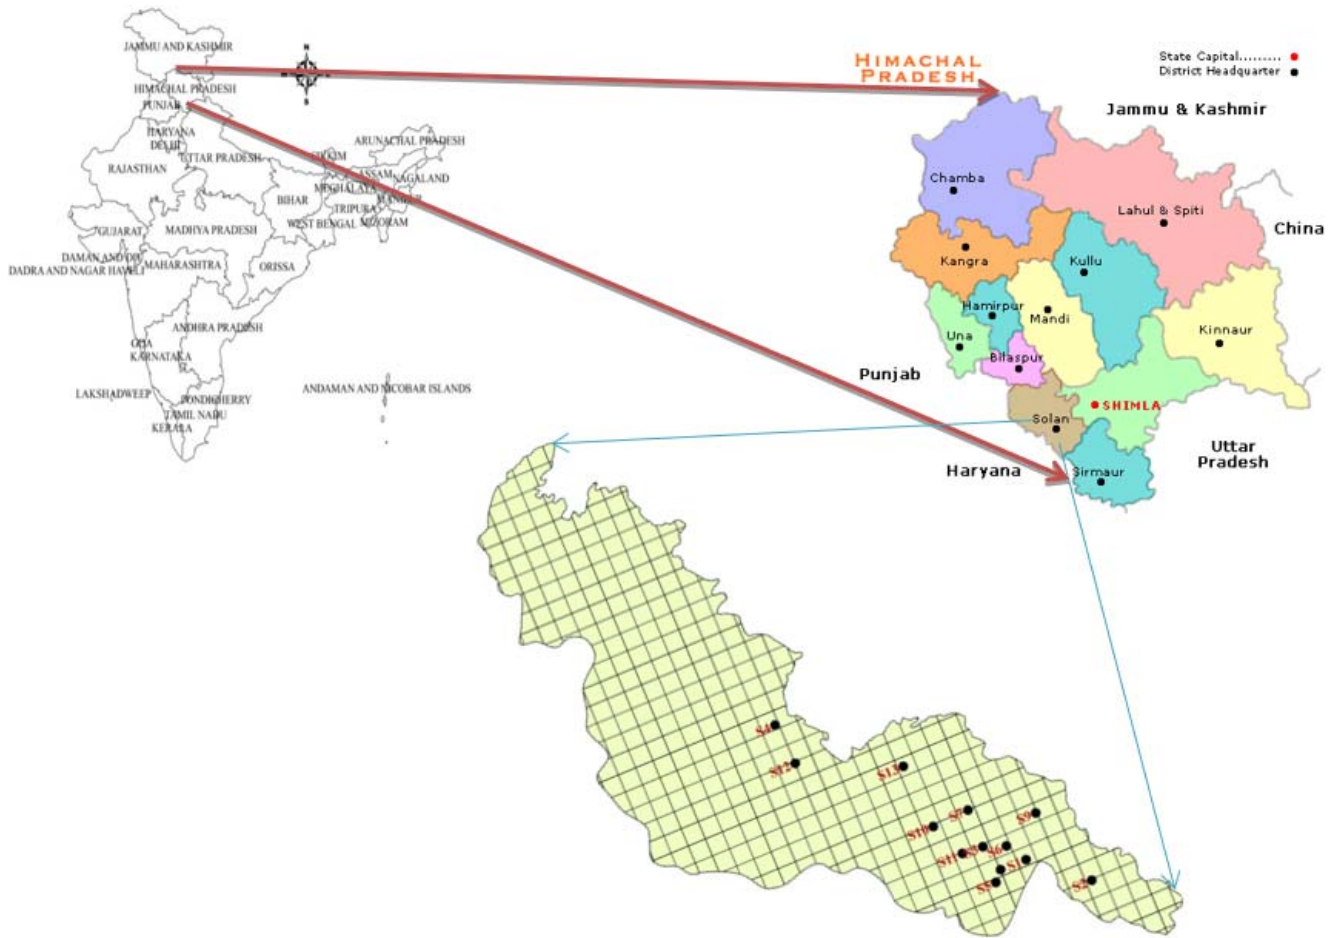 JAMMU AND KASHMIR
HIMACHAL PRADESH
PUNJAB
HARYANA
DELHI
UTTAR PRADESH
RAJASTHAN
SIKKIM
ARUNACHAL PRADESH
ASSAM
NAGALAND
MEGHALAYA
BIHAR
TRIPURA
WEST BENGAL
MIZORAM
GUJARAT
MADHYA PRADESH
DAMAN AND DIU
DADRA AND NAGAR HAVELI
MAHARASHTRA
ORISSA
ANDHRA PRADESH
GOA
KARNATAKA
LAKSHADWEEP
PONDICHERRY
TAMIL NADU
KERALA
ANDAMAN AND NICOBAR ISLANDS
N
S
HIMACHAL
PRADESH
State Capital.........
District Headquarter
Jammu & Kashmir
Chamba
Lahul & Spiti
China
Kangra
Kullu
Hamirpur
Mandi
Kinnaur
Una
Bilaspur
Punjab
SHIMLA
Solan
Uttar
Pradesh
Haryana
Sirmaur
S4
S12
S13
S7
S9
S10
S11
S3
S6
S1
S2